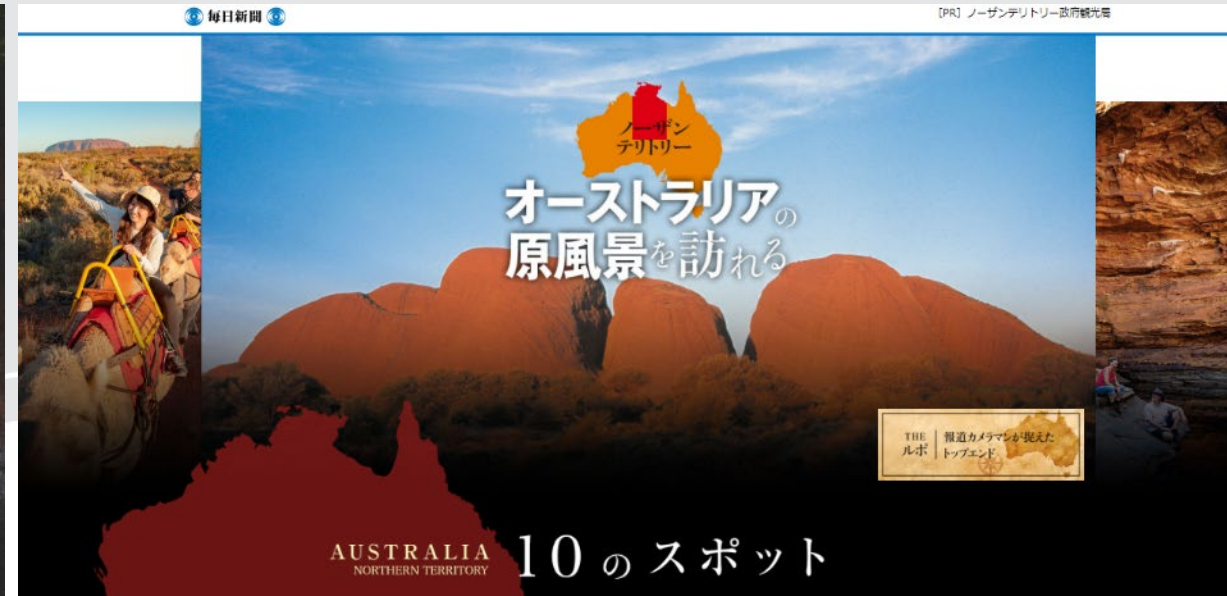 毎日新聞
[PR] ノーザンテリトリー政府観光局
ノーザン
テリトリー
オーストラリアの
原風景を訪れる
THE
ルポ
報道カメラマンが捉えた
トップエンド
AUSTRALIA
NORTHERN TERRITORY
10のスポット